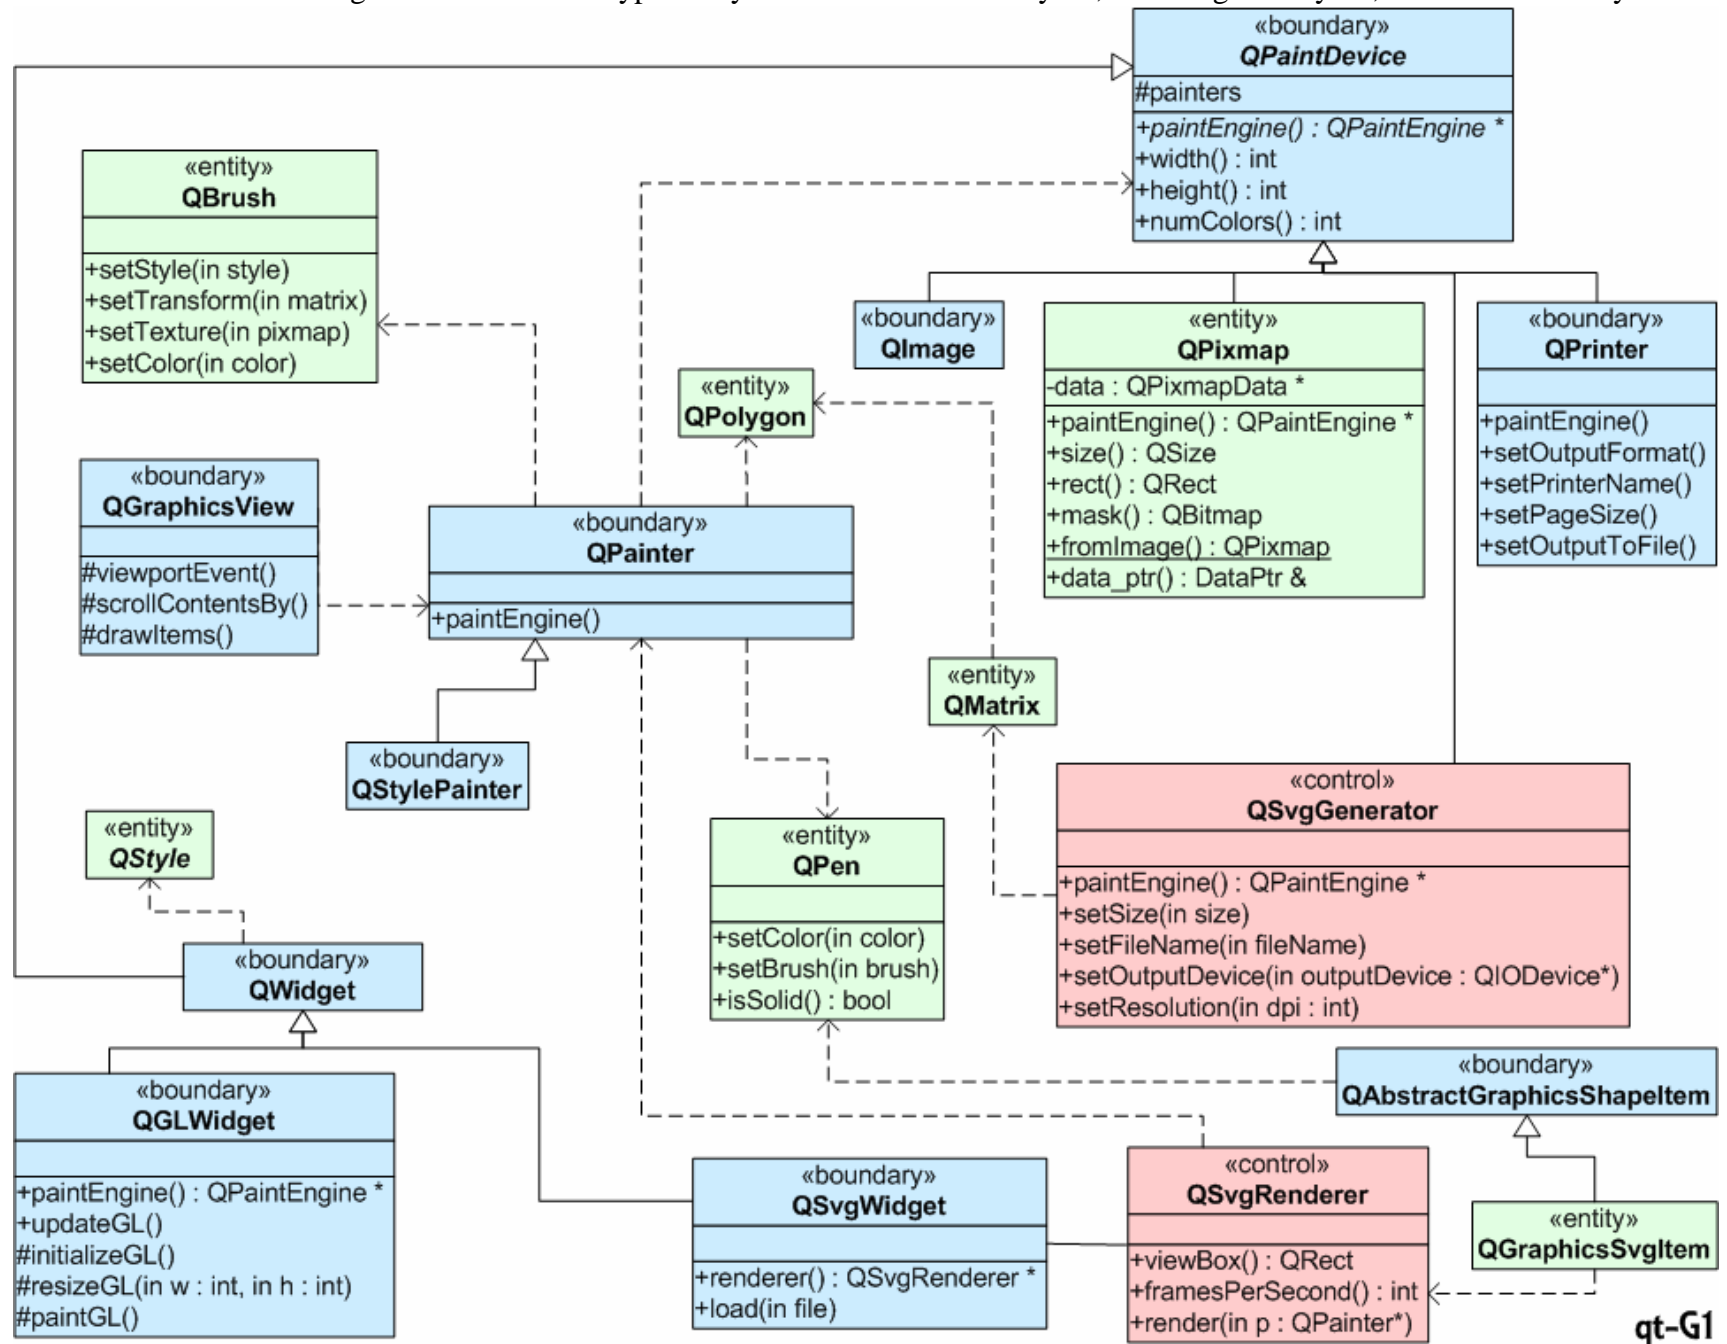 «boundary»
QPaintDevice
#painters
+paintEngine() : QPaintEngine *
+width() : int
+height() : int
+numColors() : int
«entity»
QBrush
+setStyle(in style)
+setTransform(in matrix)
+setTexture(in pixmap)
+setColor(in color)
«boundary»
QImage
«entity»
QPixmap
-data : QPixmapData *
+paintEngine() : QPaintEngine *
+size() : QSize
+rect() : QRect
+mask() : QBitmap
+fromImage() : QPixmap
+data_ptr() : DataPtr &
«boundary»
QPrinter
+paintEngine()
+setOutputFormat()
+setPrinterName()
+setPageSize()
+setOutputToFile()
«entity»
QPolygon
«boundary»
QGraphicsView
#viewportEvent()
#scrollContentsBy()
#drawItems()
«boundary»
QPainter
+paintEngine()
«entity»
QMatrix
«boundary»
QStylePainter
«entity»
QStyle
«entity»
QPen
+setColor(in color)
+setBrush(in brush)
+isSolid() : bool
«control»
QSvgGenerator
+paintEngine() : QPaintEngine *
+setSize(in size)
+setFileName(in fileName)
+setOutputDevice(in outputDevice : QIODevice*)
+setResolution(in dpi : int)
«boundary»
QWidget
«boundary»
QGLWidget
+paintEngine() : QPaintEngine *
+updateGL()
#initializeGL()
#resizeGL(in w : int, in h : int)
#paintGL()
«boundary»
QSvgWidget
+renderer() : QSvgRenderer *
+load(in file)
«control»
QSvgRenderer
+viewBox() : QRect
+framesPerSecond() : int
+render(in p : QPainter*)
«boundary»
QAbstractGraphicsShapeItem
«entity»
QGraphicsSvgItem
qt-G1